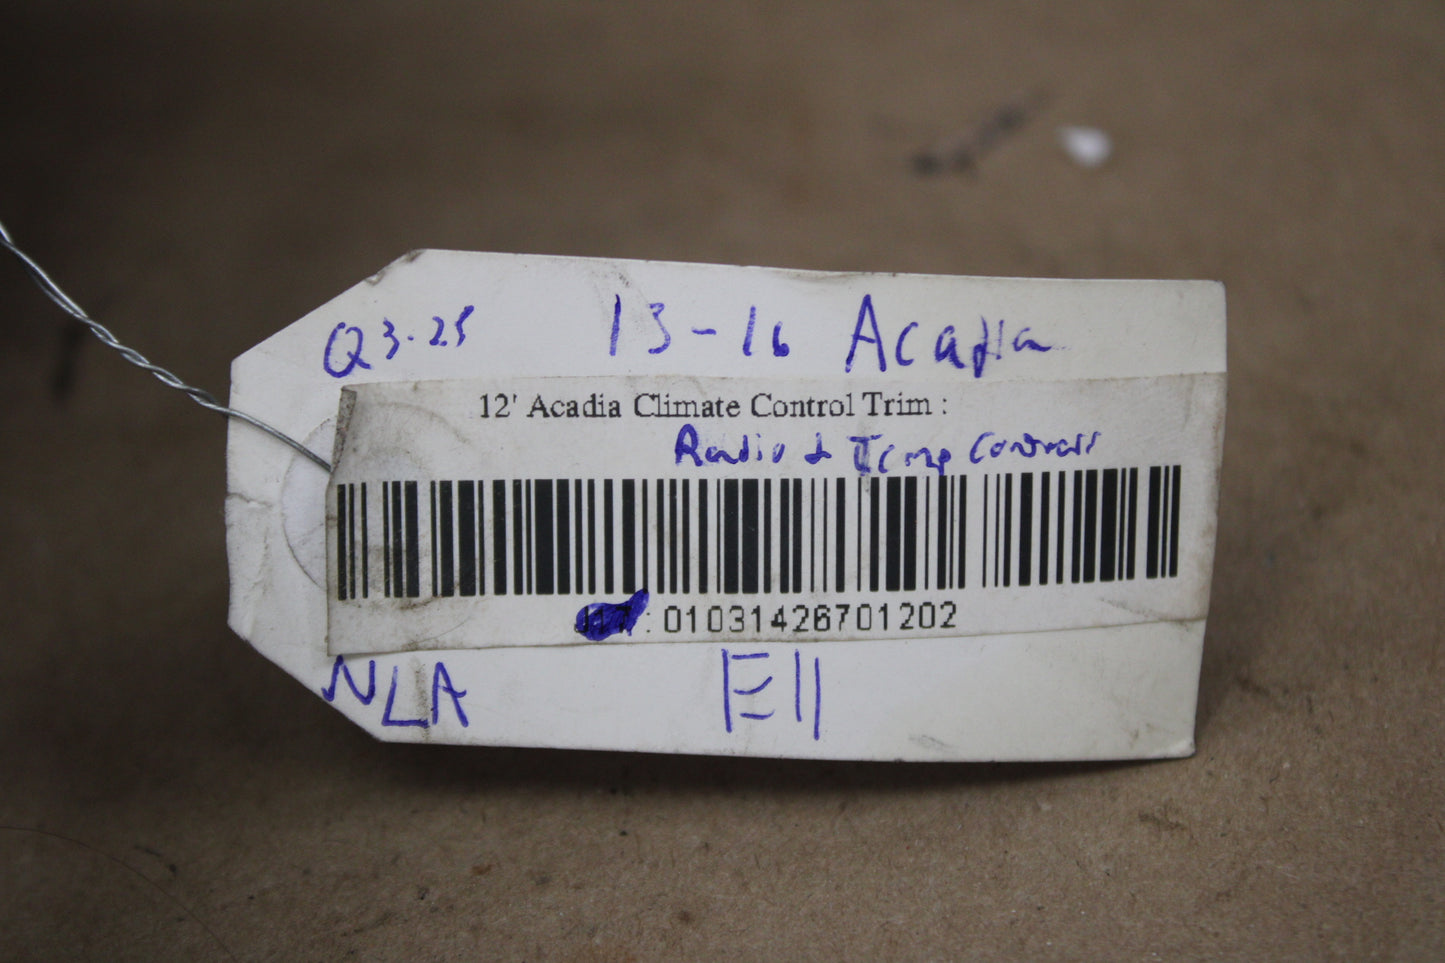 Q3-25 13-16 Acadia
12' Acadia Climate Control Trim :
Radio & Temp Controls
: 01031426701202
NLA E11